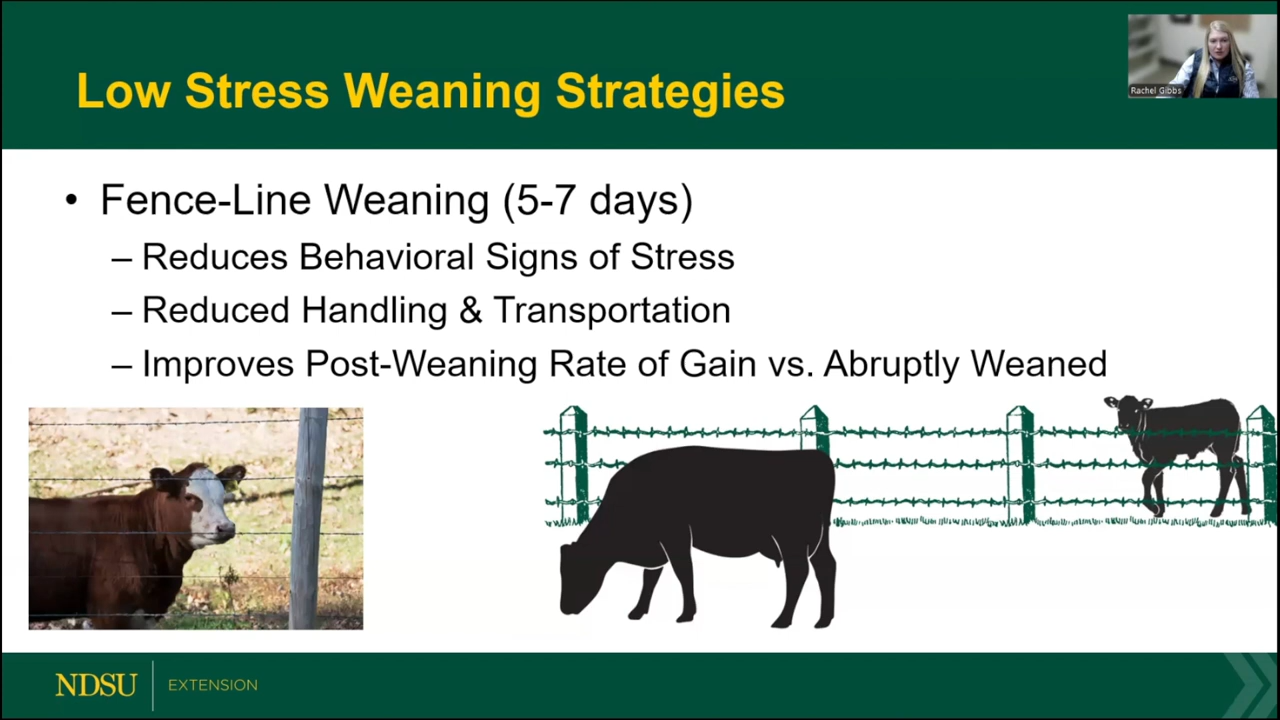 Low Stress Weaning Strategies
Rachel Gibbs
• Fence-Line Weaning (5-7 days)
– Reduces Behavioral Signs of Stress
– Reduced Handling & Transportation
– Improves Post-Weaning Rate of Gain vs. Abruptly Weaned
NDSU EXTENSION